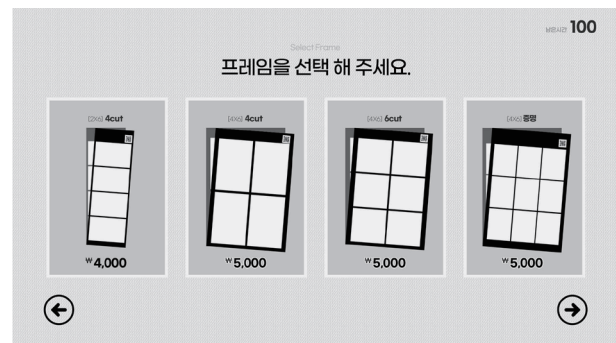 남은시간 100
Select Frame
프레임을 선택 해 주세요.
(2X6) 4cut
(4X6) 4cut
(4X6) 6cut
(4X6) 증명
₩ 4,000
₩ 5,000
₩ 5,000
₩ 5,000